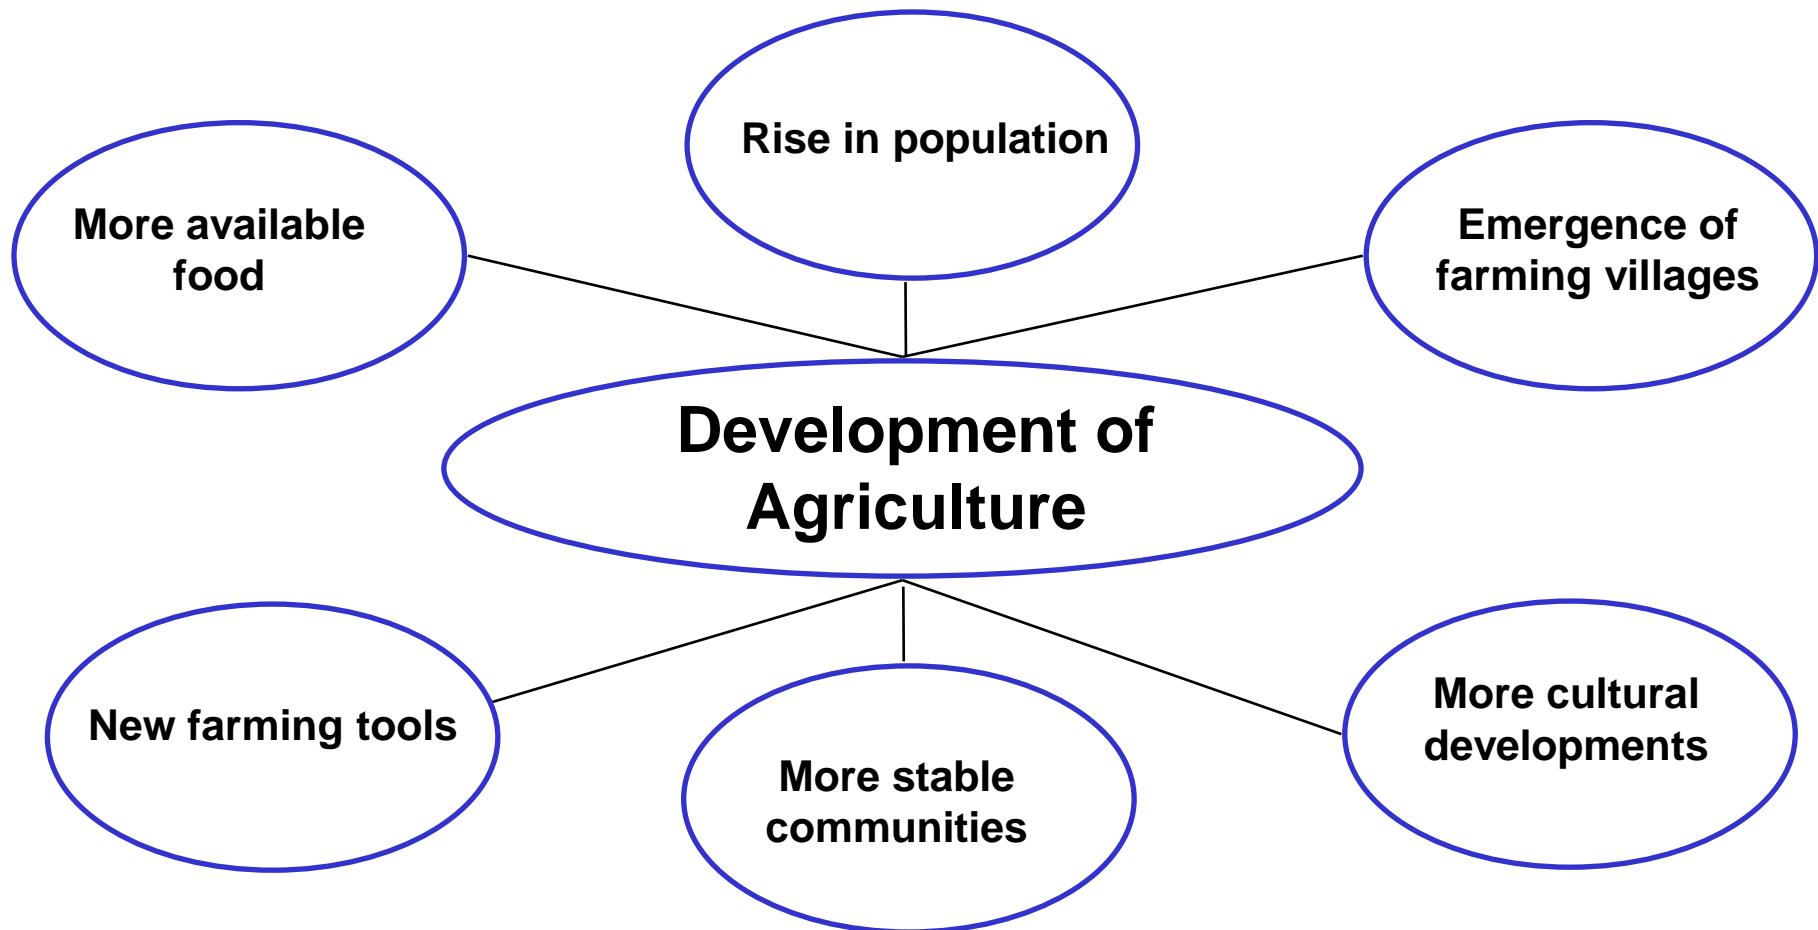 Rise in population
More available
food
Emergence of
farming villages
Development of
Agriculture
New farming tools
More stable
communities
More cultural
developments